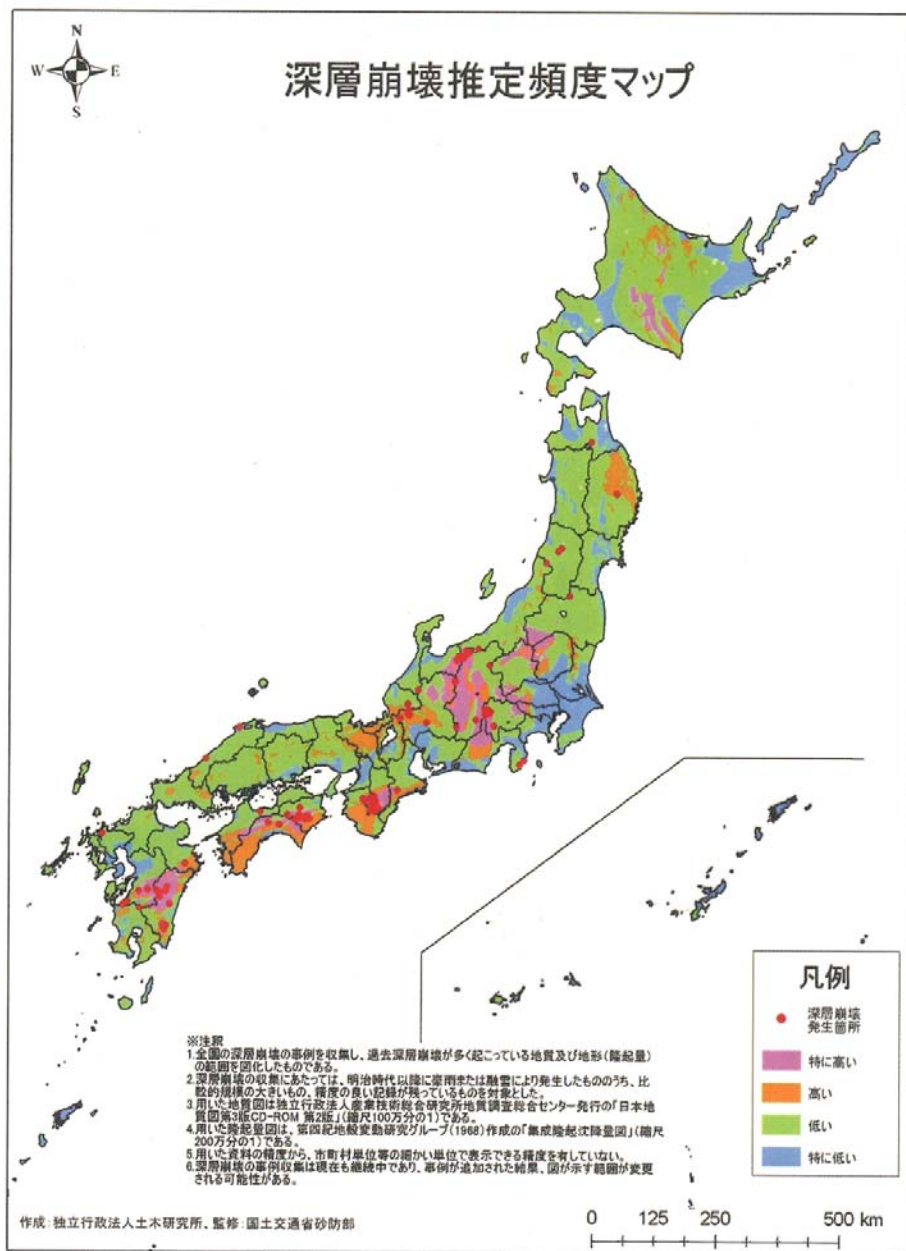 N
W E
S
深層崩壊推定頻度マップ
凡例
深層崩壊
発生箇所
特に高い
高い
低い
特に低い
※注釈
1.全国の深層崩壊の事例を収集し、過去深層崩壊が多く起こっている地質及び地形(隆起量)
の範囲を図化したものである。
2.深層崩壊の収集にあたっては、明治時代以降に豪雨または融雪により発生したもののうち、比
較的規模の大きいもの、精度の良い記録が残っているものを対象とした。
3.用いた地質図は独立行政法人産業技術総合研究所地質調査総合センター発行の「日本地
質図第3版CD-ROM 第2版」(縮尺100万分の1)である。
4.用いた隆起量図は、第四紀地殻変動研究グループ(1968)作成の「集成隆起沈降量図」(縮尺
200万分の1)である。
5.用いた資料の精度から、市町村単位等の細かい単位で表示できる精度を有していない。
6.深層崩壊の事例収集は現在も継続中であり、事例が追加された結果、図が示す範囲が変更
される可能性がある。
作成:独立行政法人土木研究所、監修:国土交通省砂防部
0 125 250 500 km